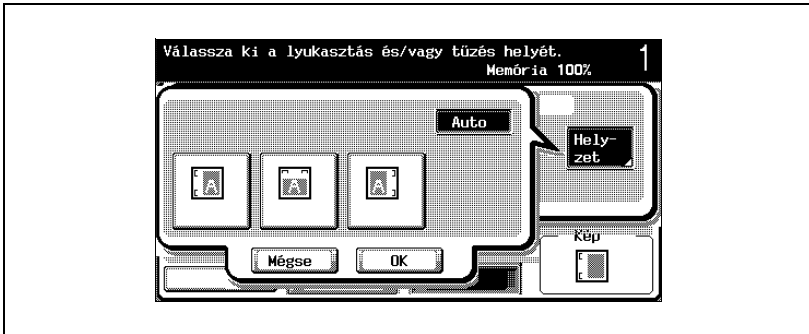 Válassza ki a lyukasztás és/vagy tűzés helyét.
1
Memória 100%
Auto
Hely-
zet
A
A
A
Mégse
OK
Kép